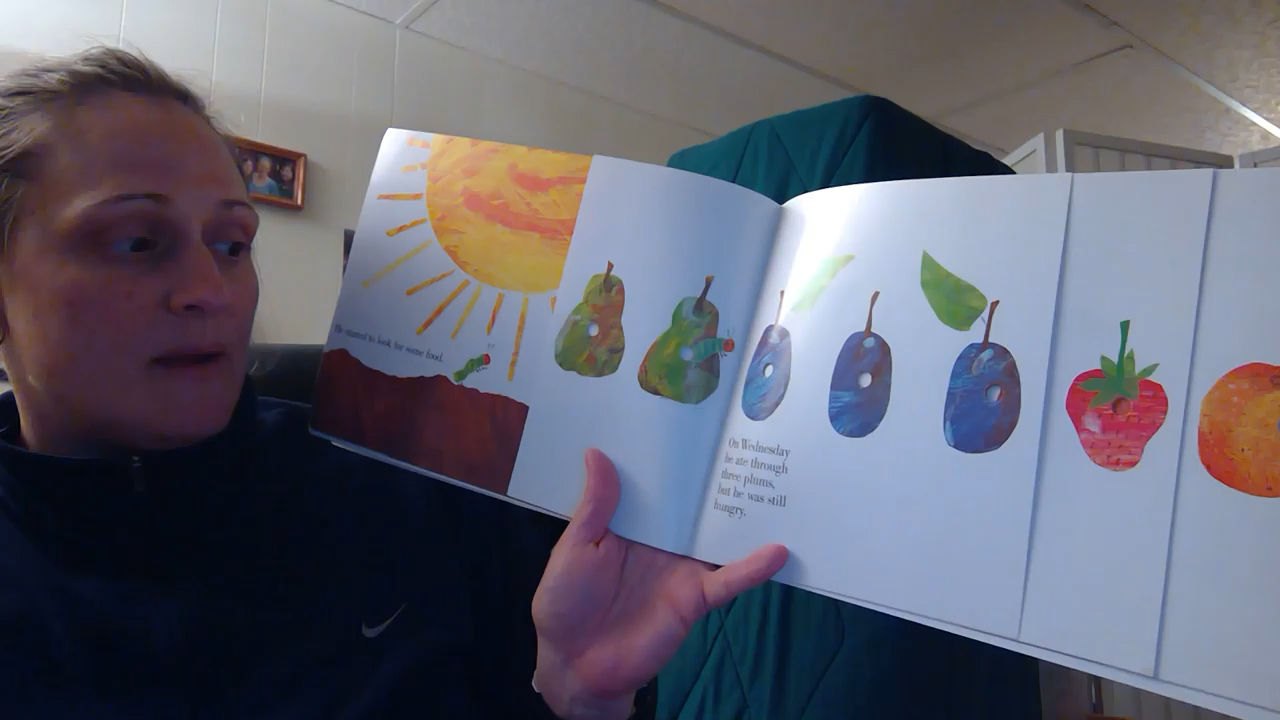 He started to look for some food.
On Wednesday
he ate through
three plums,
but he was still
hungry.